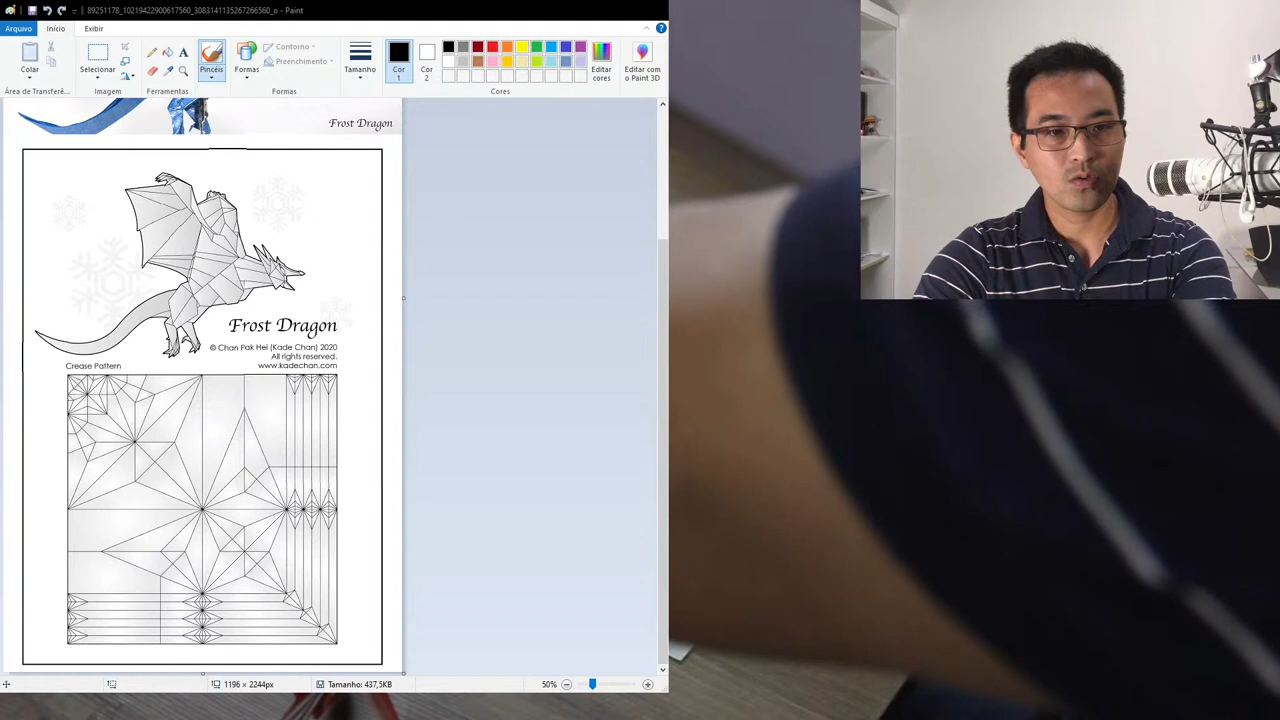 89251178_10219422900617560_3083141135267266560_o - Paint
Arquivo Início Exibir
Colar
Selecionar
Pincéis
Formas
Contorno
Preenchimento
Tamanho
Cor 1
Cor 2
Editar cores
Editar com o Paint 3D
Área de Transferê...
Imagem
Ferramentas
Formas
Cores
Frost Dragon
Frost Dragon
© Chan Pak Hei (Kade Chan) 2020
All rights reserved.
www.kadechan.com
Crease Pattern
1196 × 2244px
Tamanho: 437,5KB
50%